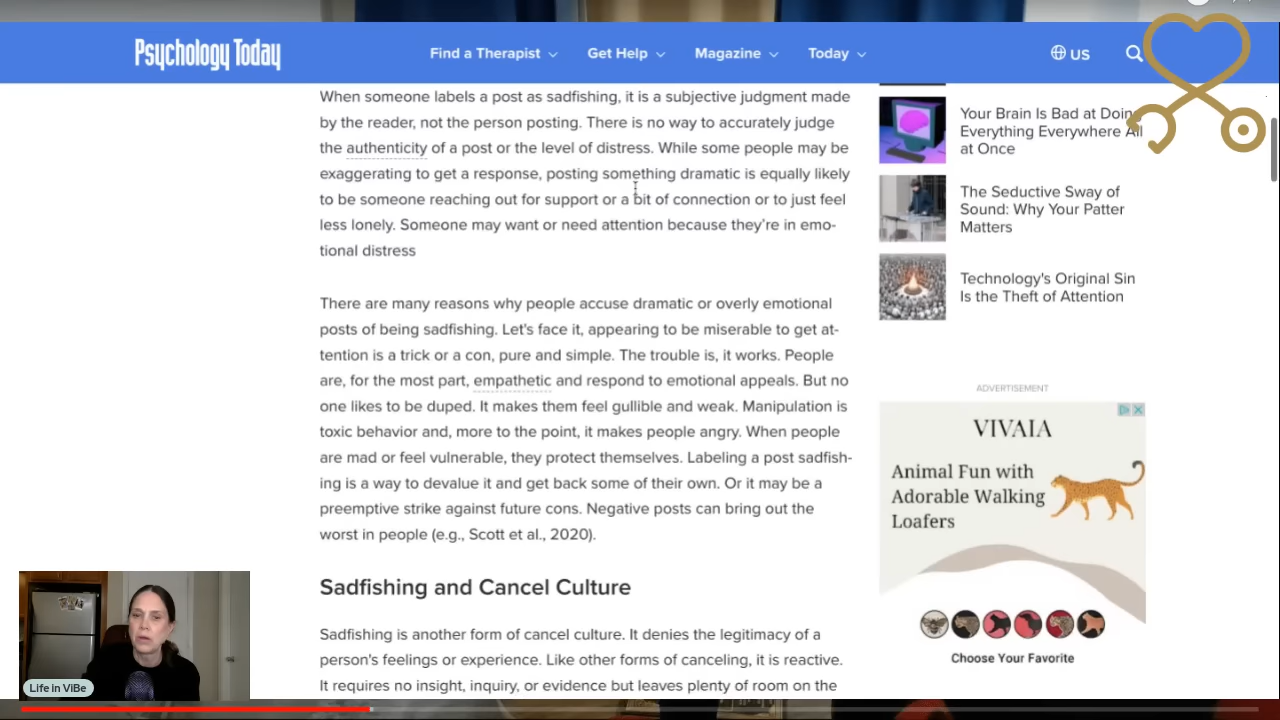 Psychology Today
Find a Therapist
Get Help
Magazine
Today
US
When someone labels a post as sadfishing, it is a subjective judgment made
by the reader, not the person posting. There is no way to accurately judge
the authenticity of a post or the level of distress. While some people may be
exaggerating to get a response, posting something dramatic is equally likely
to be someone reaching out for support or a bit of connection or to just feel
less lonely. Someone may want or need attention because they’re in emo-
tional distress
There are many reasons why people accuse dramatic or overly emotional
posts of being sadfishing. Let's face it, appearing to be miserable to get at-
tention is a trick or a con, pure and simple. The trouble is, it works. People
are, for the most part, empathetic and respond to emotional appeals. But no
one likes to be duped. It makes them feel gullible and weak. Manipulation is
toxic behavior and, more to the point, it makes people angry. When people
are mad or feel vulnerable, they protect themselves. Labeling a post sadfish-
ing is a way to devalue it and get back some of their own. Or it may be a
preemptive strike against future cons. Negative posts can bring out the
worst in people (e.g., Scott et al., 2020).
Sadfishing and Cancel Culture
Sadfishing is another form of cancel culture. It denies the legitimacy of a
person's feelings or experience. Like other forms of canceling, it is reactive.
It requires no insight, inquiry, or evidence but leaves plenty of room on the
Your Brain Is Bad at Doing
Everything Everywhere All
at Once
The Seductive Sway of
Sound: Why Your Patter
Matters
Technology's Original Sin
Is the Theft of Attention
ADVERTISEMENT
VIVAIA
Animal Fun with
Adorable Walking
Loafers
Choose Your Favorite
Life in ViBe